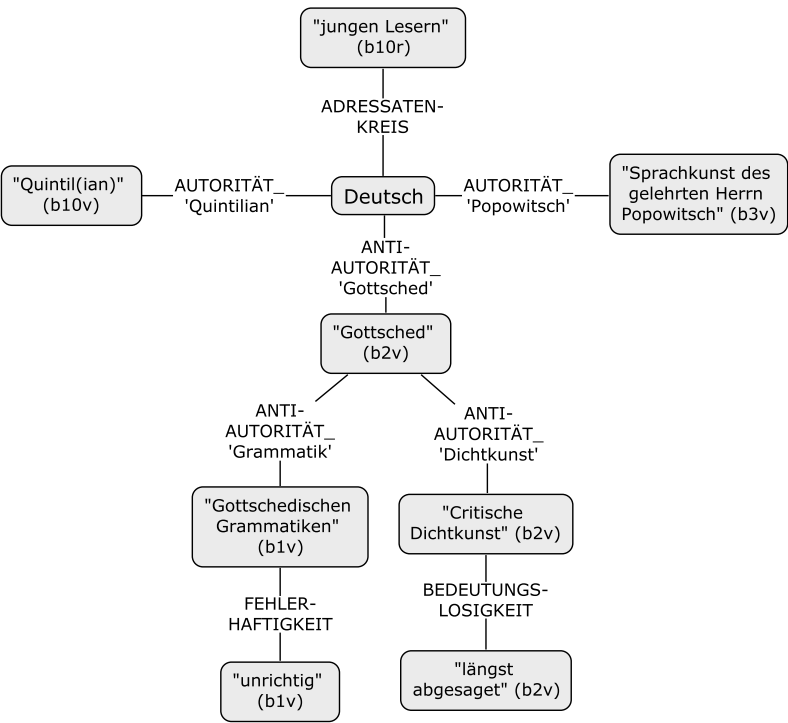 "jungen Lesern"
(b10r)
ADRESSATEN-
KREIS
"Quintil(ian)"
(b10v)
AUTORITÄT_
'Quintilian'
Deutsch
AUTORITÄT_
'Popowitsch'
"Sprachkunst des
gelehrten Herrn
Popowitsch" (b3v)
ANTI-
AUTORITÄT_
'Gottsched'
"Gottsched"
(b2v)
ANTI-
AUTORITÄT_
'Grammatik'
ANTI-
AUTORITÄT_
'Dichtkunst'
"Gottschedischen
Grammatiken"
(b1v)
"Critische
Dichtkunst" (b2v)
FEHLER-
HAFTIGKEIT
BEDEUTUNGS-
LOSIGKEIT
"unrichtig"
(b1v)
"längst
abgesaget" (b2v)